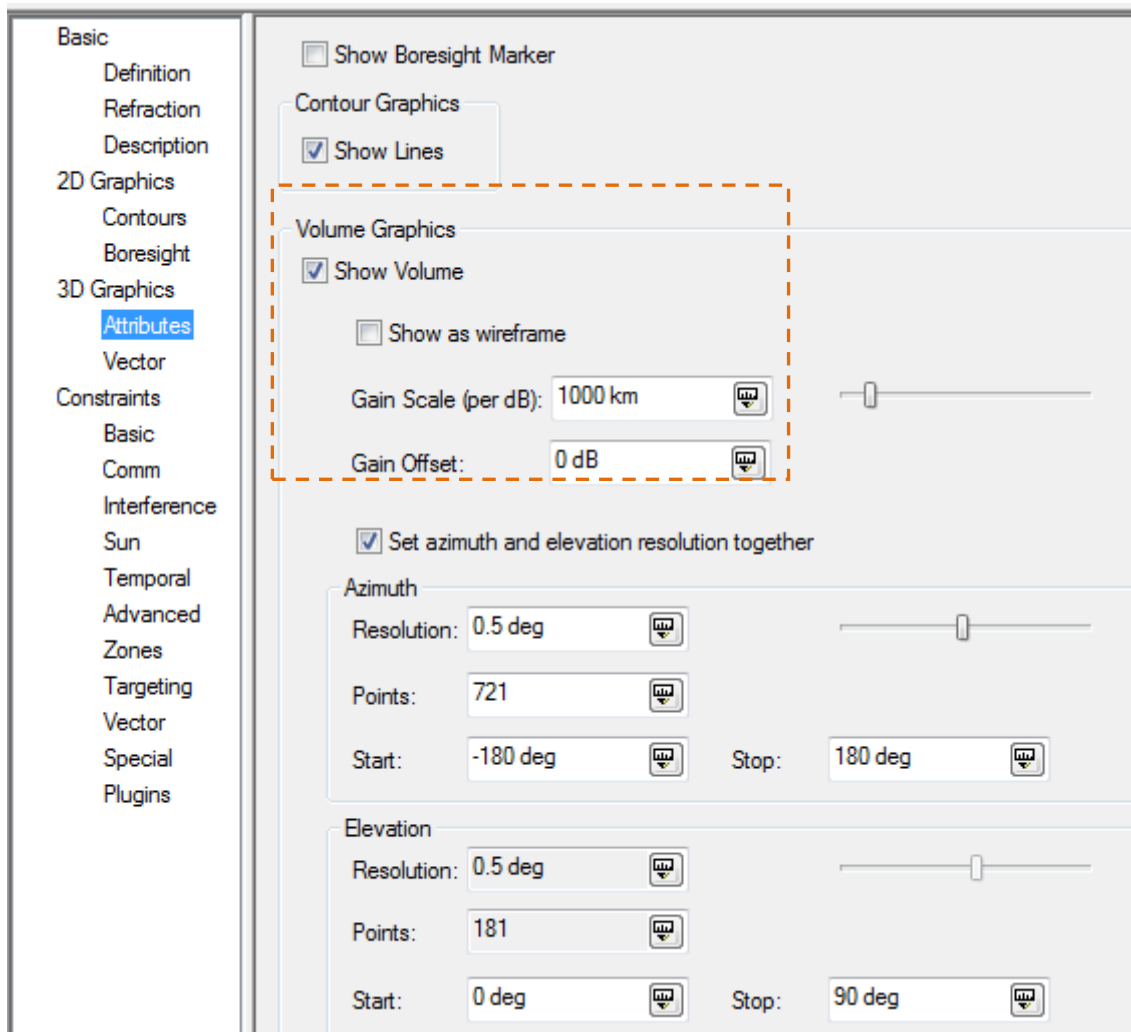 Basic
Definition
Refraction
Description
2D Graphics
Contours
Boresight
3D Graphics
Attributes
Vector
Constraints
Basic
Comm
Interference
Sun
Temporal
Advanced
Zones
Targeting
Vector
Special
Plugins
Show Boresight Marker
Contour Graphics
Show Lines
Volume Graphics
Show Volume
Show as wireframe
Gain Scale (per dB): 1000 km
Gain Offset: 0 dB
Set azimuth and elevation resolution together
Azimuth
Resolution: 0.5 deg
Points: 721
Start: -180 deg Stop: 180 deg
Elevation
Resolution: 0.5 deg
Points: 181
Start: 0 deg Stop: 90 deg